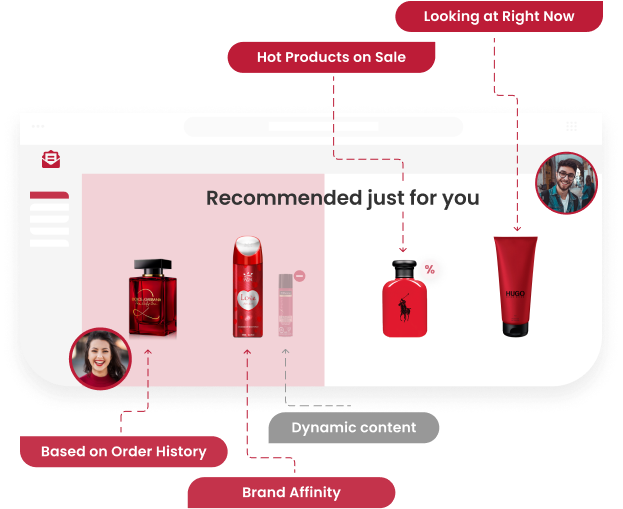 Looking at Right Now
Hot Products on Sale
Recommended just for you
%
HUGO
Dynamic content
Based on Order History
Brand Affinity